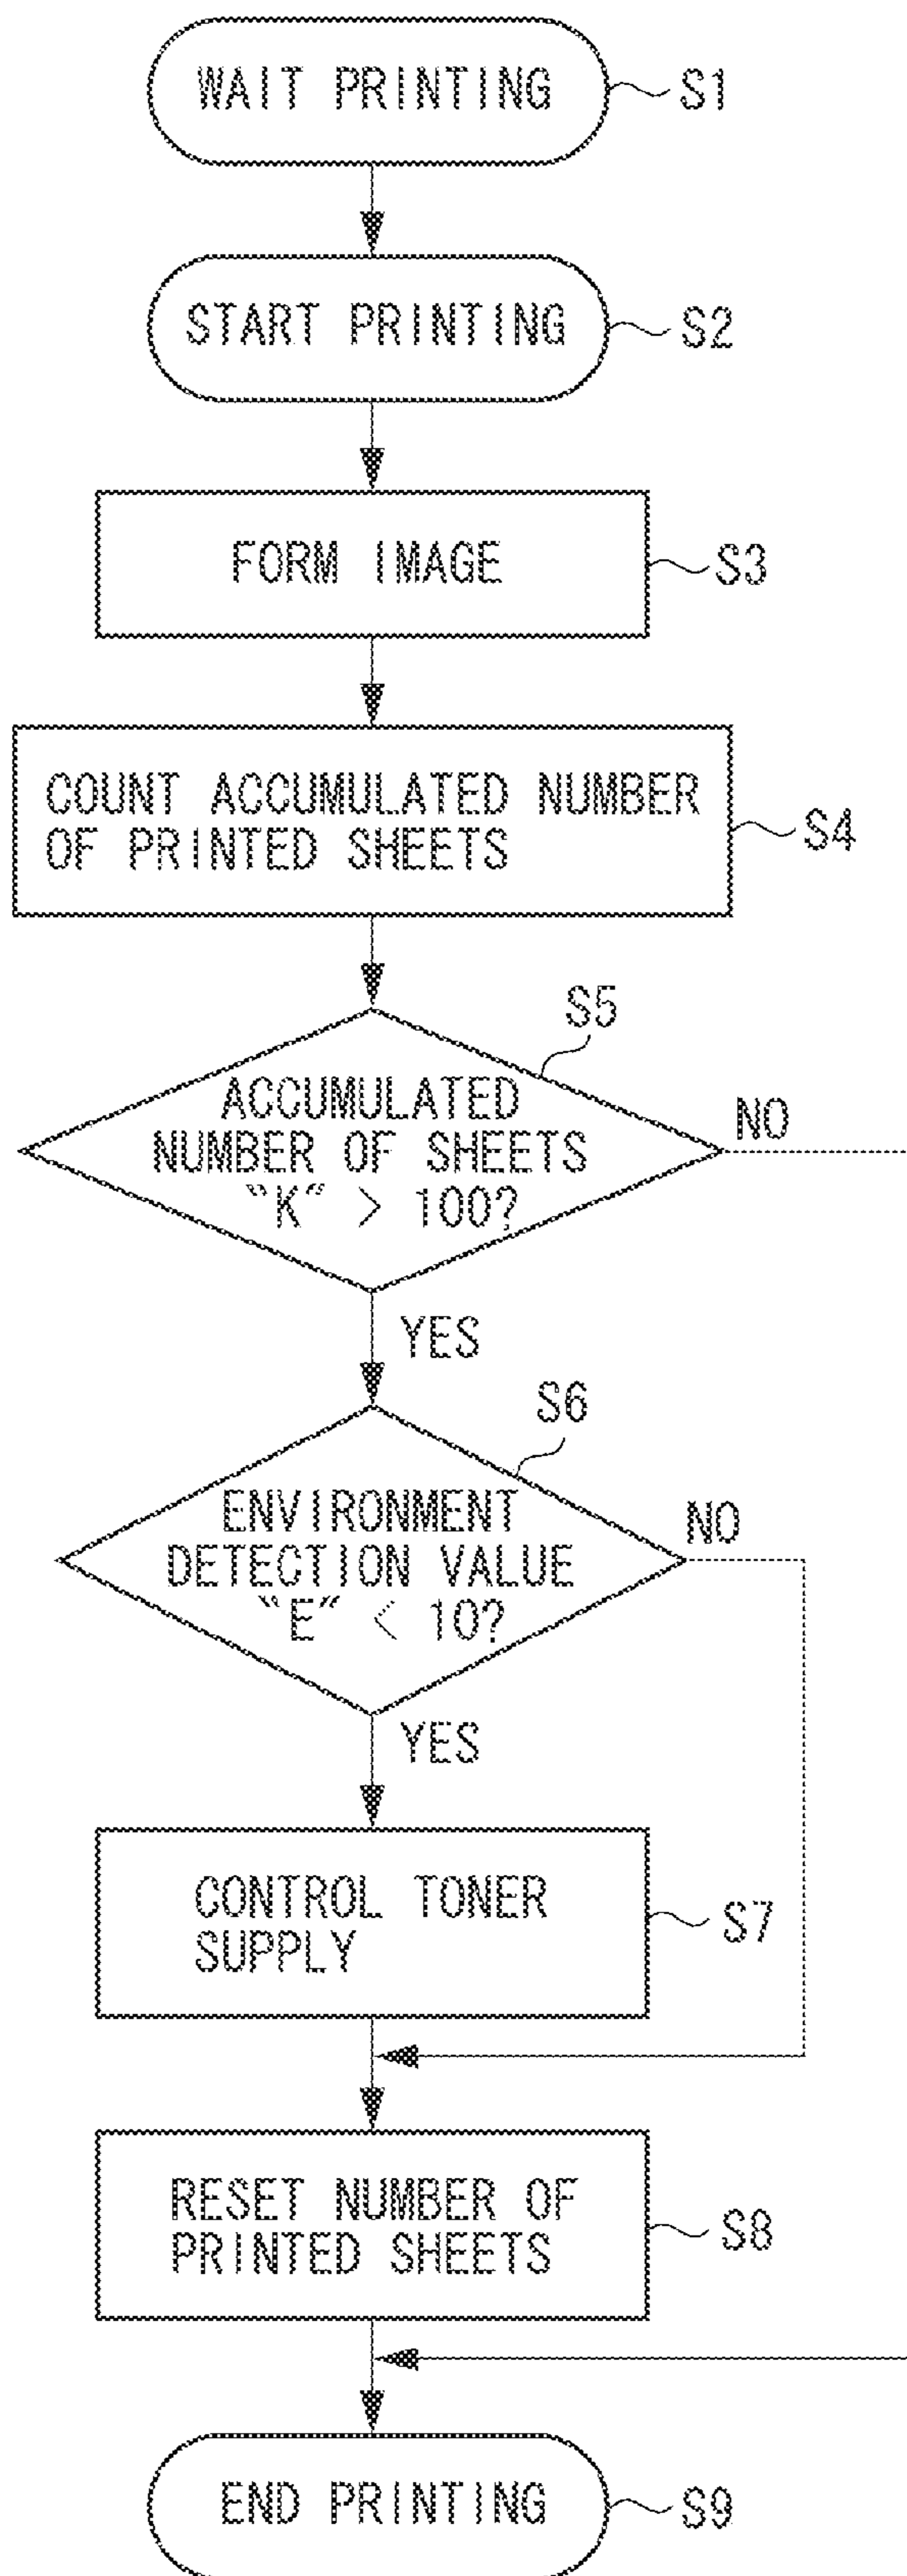 WAIT PRINTING
S1
START PRINTING
S2
FORM IMAGE
S3
COUNT ACCUMULATED NUMBER
OF PRINTED SHEETS
S4
S5
ACCUMULATED
NUMBER OF SHEETS
“K” > 100?
NO
YES
S6
ENVIRONMENT
DETECTION VALUE
“E” < 10?
NO
YES
CONTROL TONER
SUPPLY
S7
RESET NUMBER OF
PRINTED SHEETS
S8
END PRINTING
S9